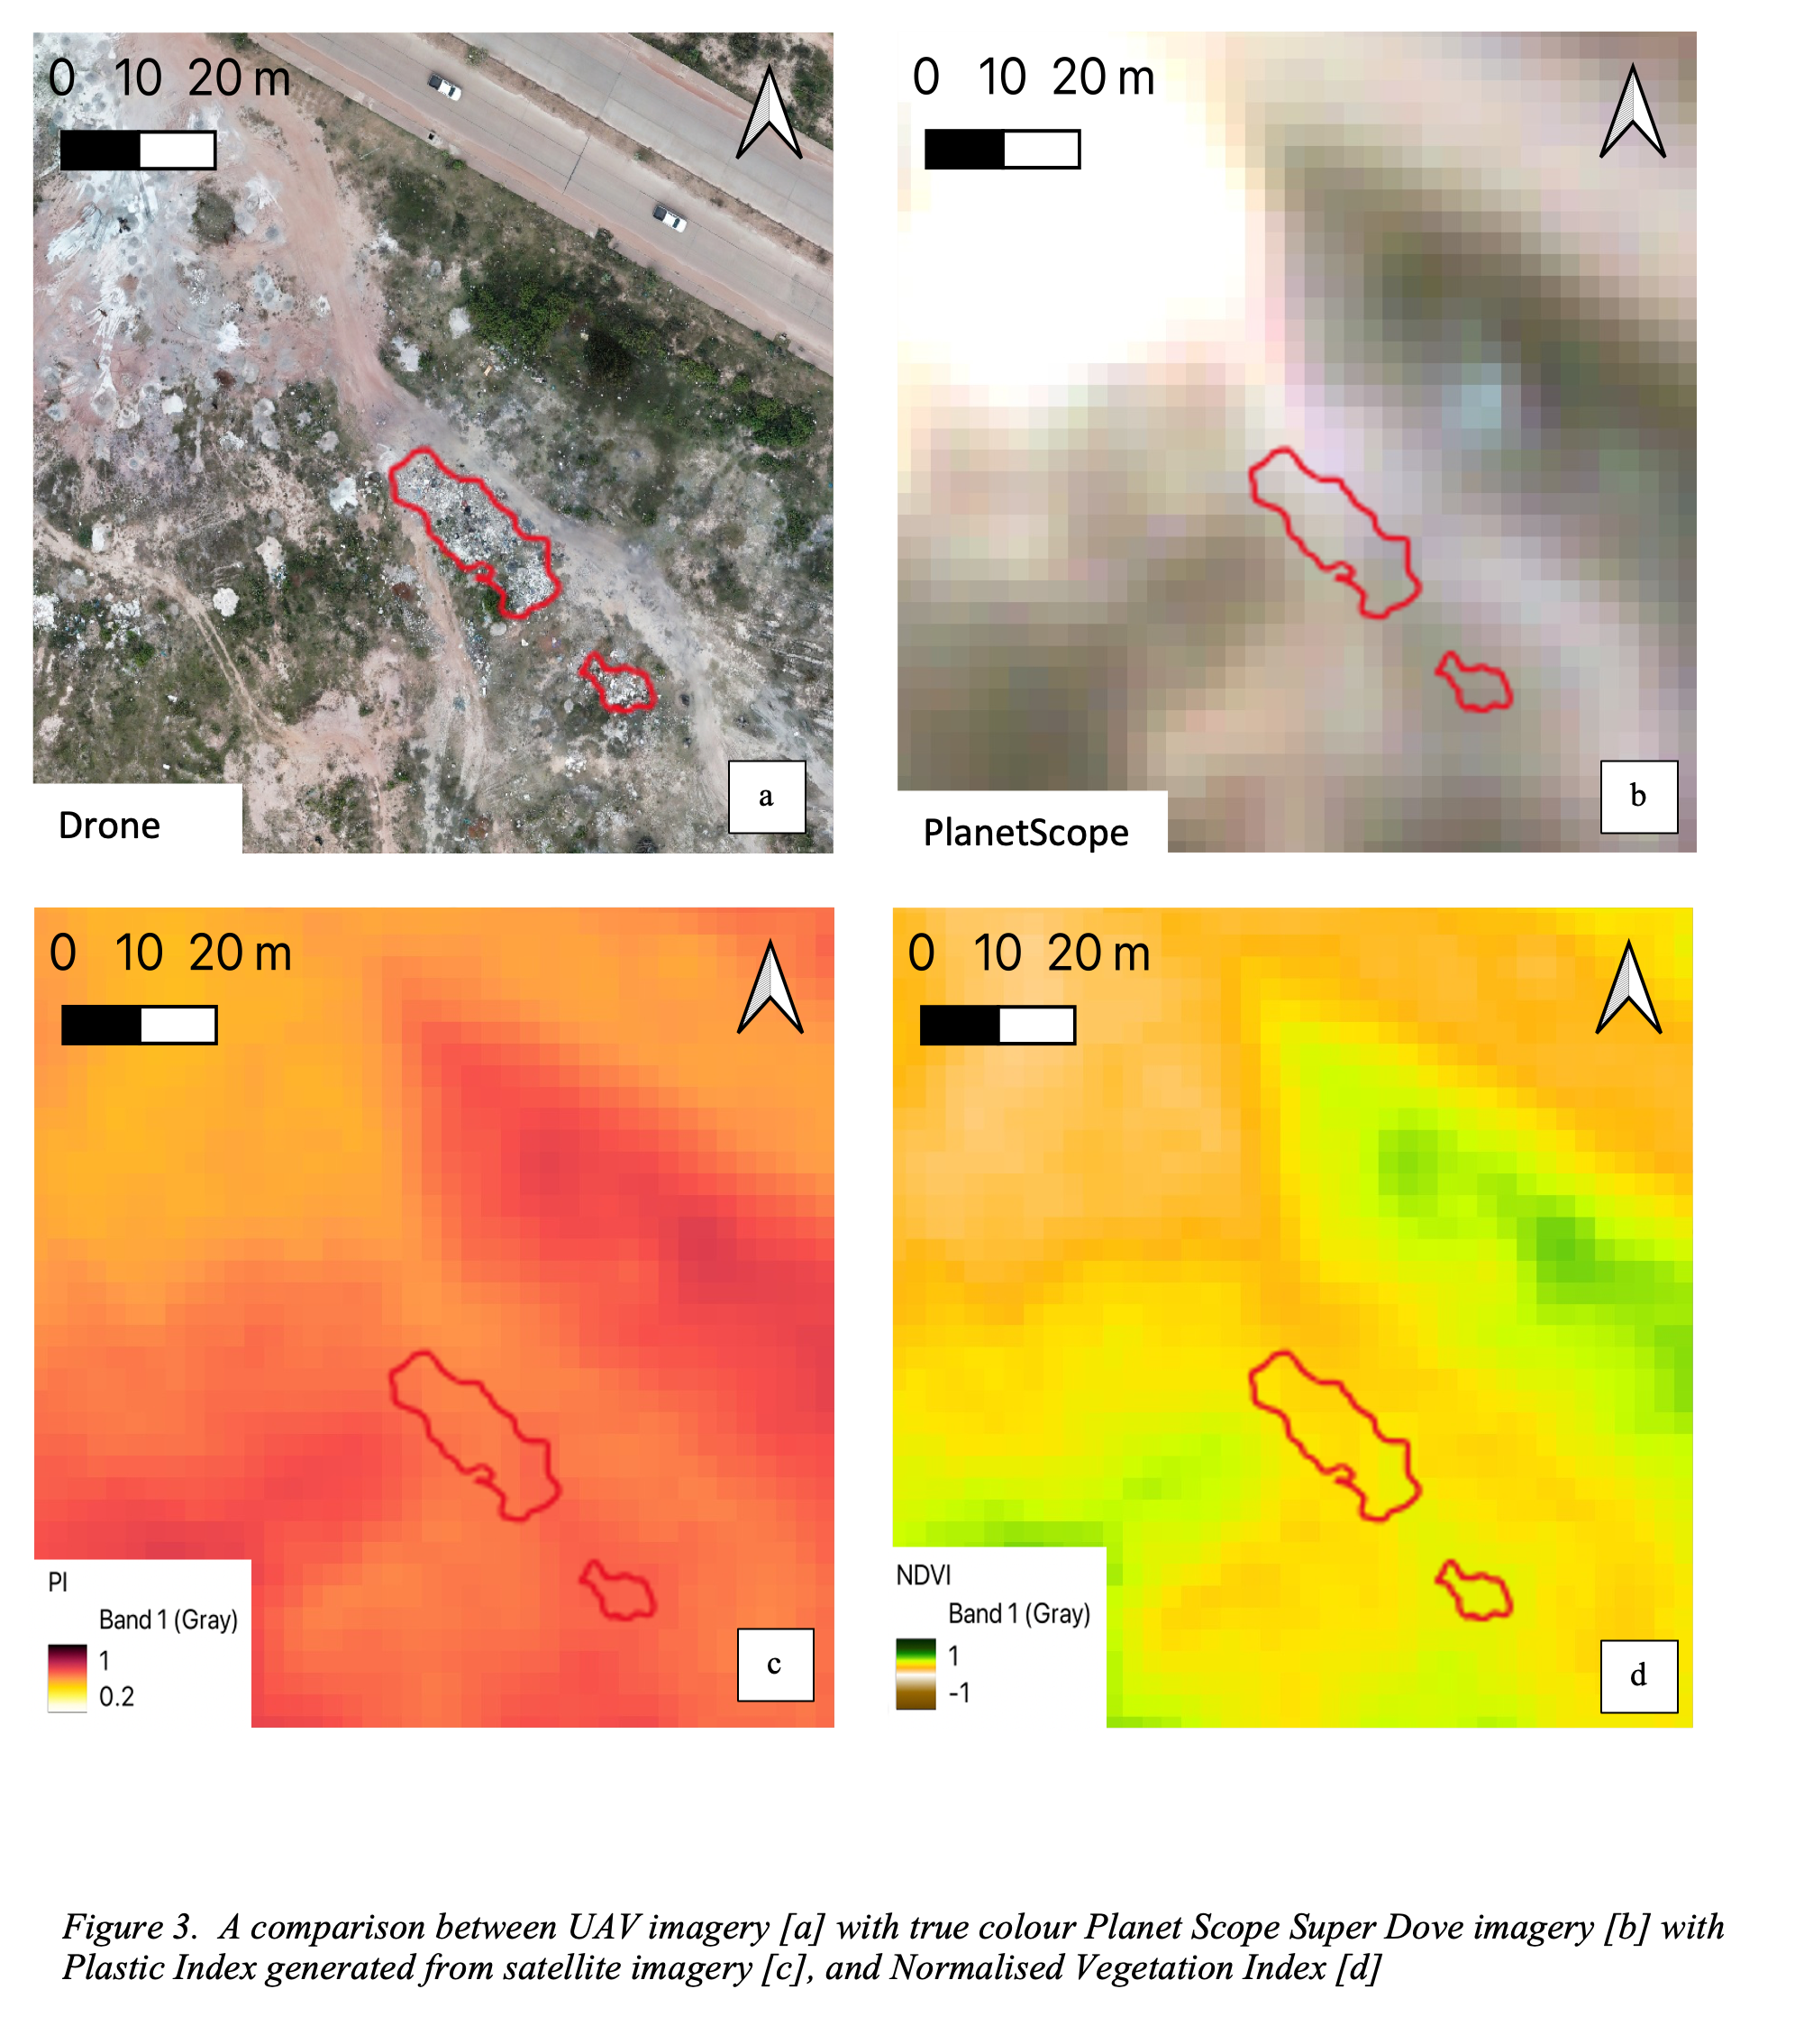 0 10 20 m
Drone
a
0 10 20 m
PlanetScope
b
0 10 20 m
PI
Band 1 (Gray)
1
0.2
c
0 10 20 m
NDVI
Band 1 (Gray)
1
-1
d
Figure 3. A comparison between UAV imagery [a] with true colour Planet Scope Super Dove imagery [b] with
Plastic Index generated from satellite imagery [c], and Normalised Vegetation Index [d]